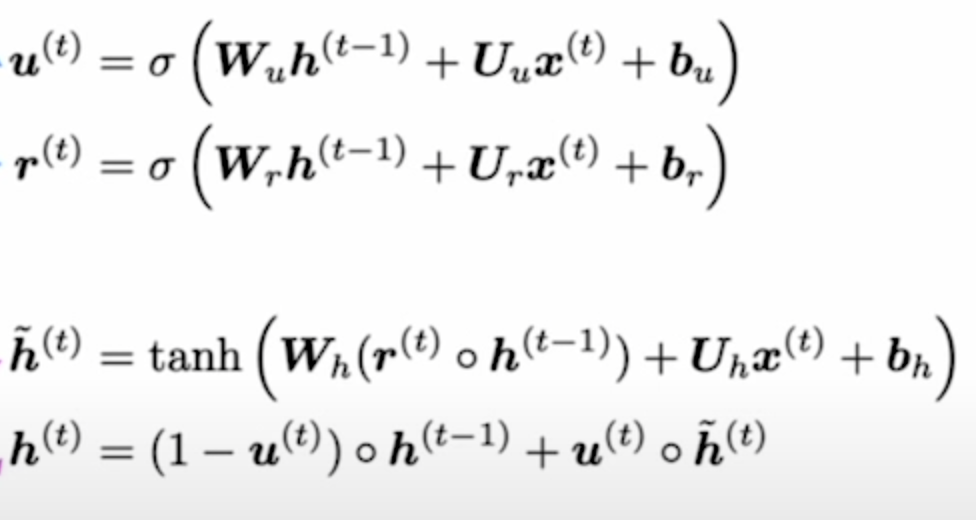 u^(t) = σ(W_u h^(t−1) + U_u x^(t) + b_u)
r^(t) = σ(W_r h^(t−1) + U_r x^(t) + b_r)
h̃^(t) = tanh(W_h(r^(t) ∘ h^(t−1)) + U_h x^(t) + b_h)
h^(t) = (1 − u^(t)) ∘ h^(t−1) + u^(t) ∘ h̃^(t)